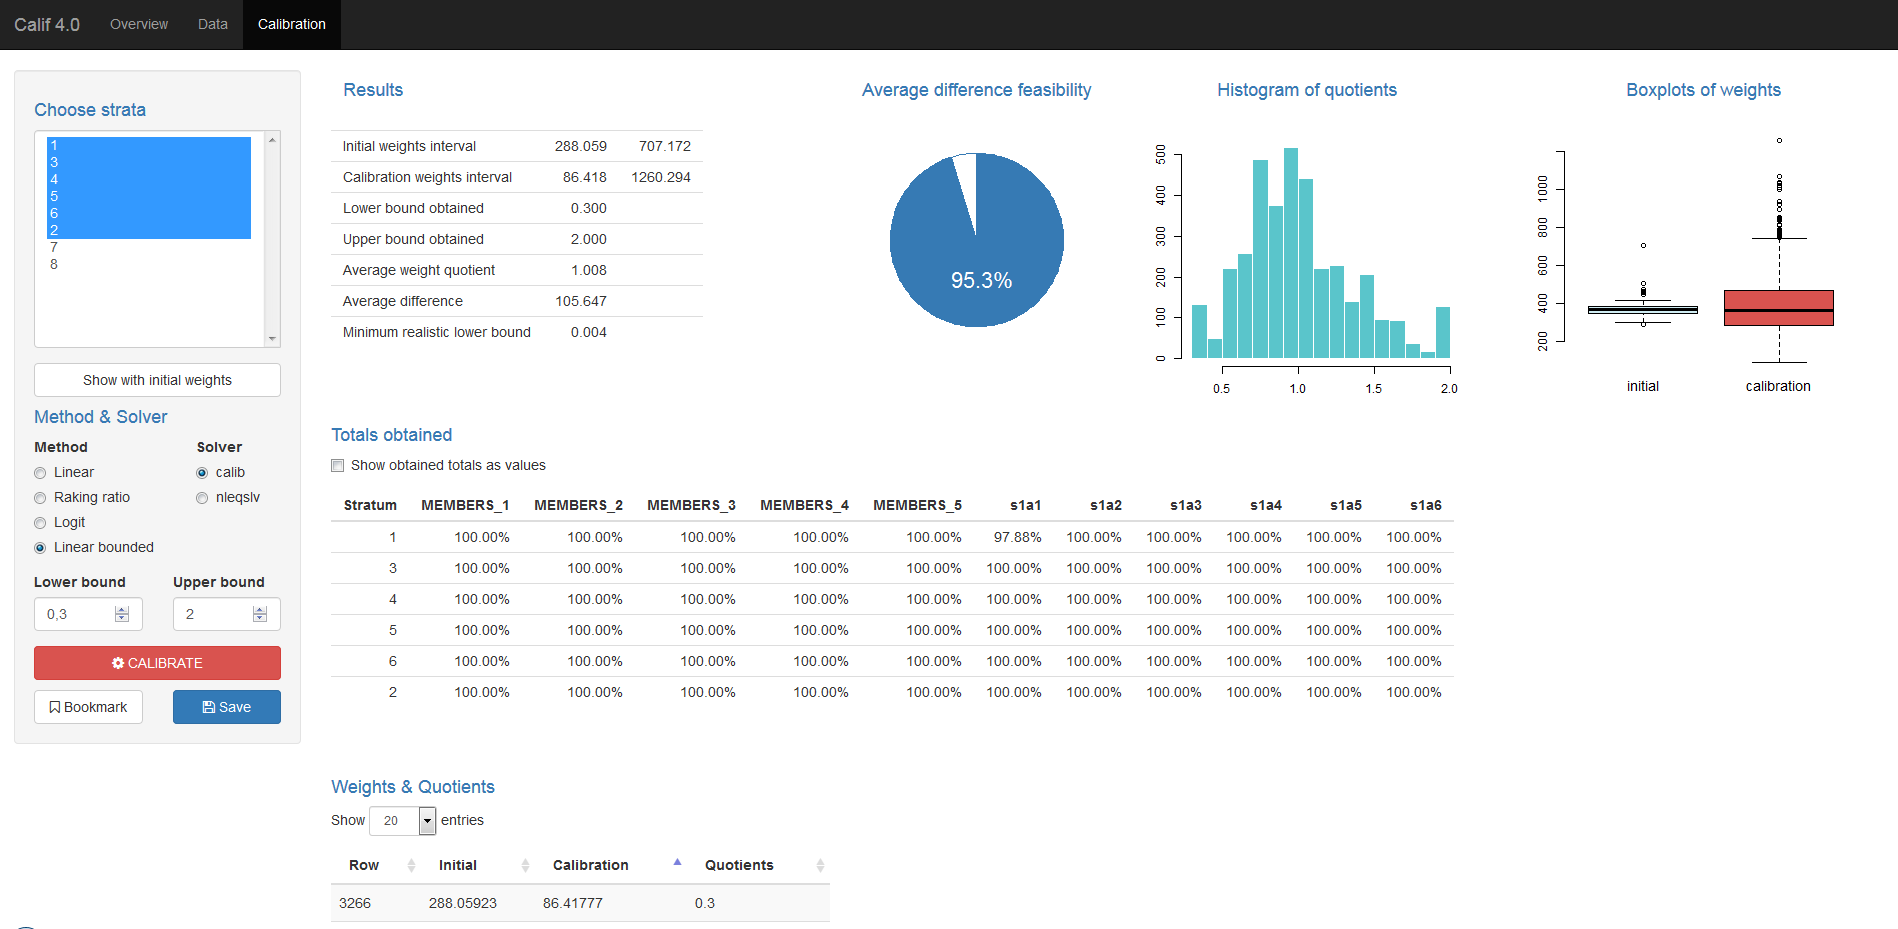 Calif 4.0 Overview Data Calibration
Choose strata
1
3
4
5
6
2
7
8
Show with initial weights
Method & Solver
Method Solver
Linear calib
Raking ratio nleqslv
Logit
Linear bounded
Lower bound Upper bound
0,3 2
CALIBRATE
Bookmark Save
Results
Initial weights interval 288.059 707.172
Calibration weights interval 86.418 1260.294
Lower bound obtained 0.300
Upper bound obtained 2.000
Average weight quotient 1.008
Average difference 105.647
Minimum realistic lower bound 0.004
Average difference feasibility
95.3%
Histogram of quotients
500
400
300
200
100
0
0.5 1.0 1.5 2.0
Boxplots of weights
1000
800
600
400
200
initial calibration
Totals obtained
Show obtained totals as values
Stratum MEMBERS_1 MEMBERS_2 MEMBERS_3 MEMBERS_4 MEMBERS_5 s1a1 s1a2 s1a3 s1a4 s1a5 s1a6
1 100.00% 100.00% 100.00% 100.00% 100.00% 97.88% 100.00% 100.00% 100.00% 100.00% 100.00%
3 100.00% 100.00% 100.00% 100.00% 100.00% 100.00% 100.00% 100.00% 100.00% 100.00% 100.00%
4 100.00% 100.00% 100.00% 100.00% 100.00% 100.00% 100.00% 100.00% 100.00% 100.00% 100.00%
5 100.00% 100.00% 100.00% 100.00% 100.00% 100.00% 100.00% 100.00% 100.00% 100.00% 100.00%
6 100.00% 100.00% 100.00% 100.00% 100.00% 100.00% 100.00% 100.00% 100.00% 100.00% 100.00%
2 100.00% 100.00% 100.00% 100.00% 100.00% 100.00% 100.00% 100.00% 100.00% 100.00% 100.00%
Weights & Quotients
Show 20 entries
Row Initial Calibration Quotients
3266 288.05923 86.41777 0.3